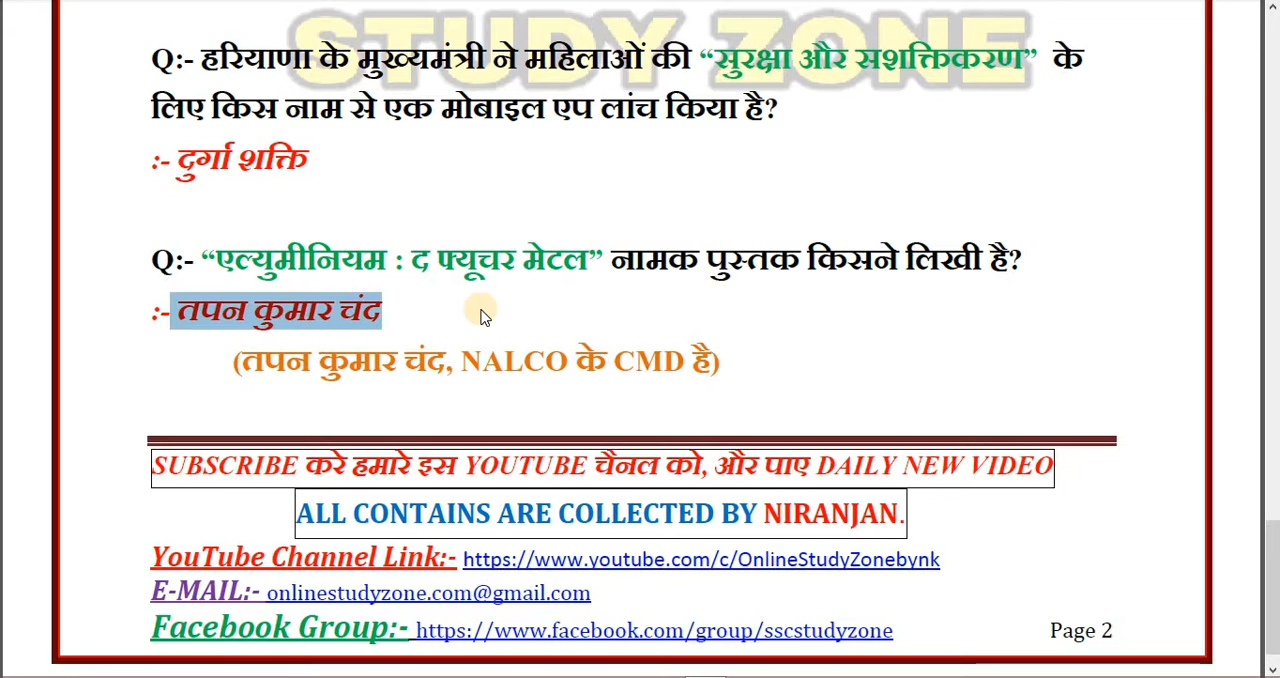 STUDY ZONE
Q:- हरियाणा के मुख्यमंत्री ने महिलाओं की “सुरक्षा और सशक्तिकरण” के
लिए किस नाम से एक मोबाइल एप लांच किया है?
:- दुर्गा शक्ति
Q:- “एल्युमीनियम : द फ्यूचर मेटल” नामक पुस्तक किसने लिखी है?
:- तपन कुमार चंद
(तपन कुमार चंद, NALCO के CMD है)
SUBSCRIBE करे हमारे इस YOUTUBE चैनल को, और पाए DAILY NEW VIDEO
ALL CONTAINS ARE COLLECTED BY NIRANJAN.
YouTube Channel Link:- https://www.youtube.com/c/OnlineStudyZonebynk
E-MAIL:- onlinestudyzone.com@gmail.com
Facebook Group:- https://www.facebook.com/group/sscstudyzone
Page 2